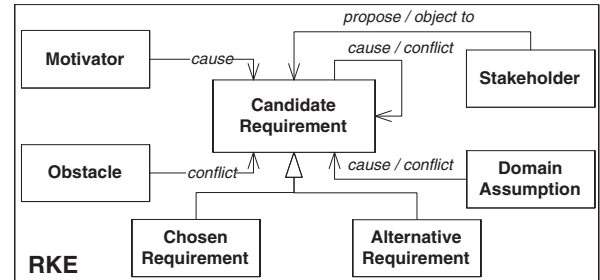 propose / object to
Motivator
cause
cause / conflict
Stakeholder
Candidate
Requirement
Obstacle
conflict
cause / conflict
Domain
Assumption
Chosen
Requirement
Alternative
Requirement
RKE